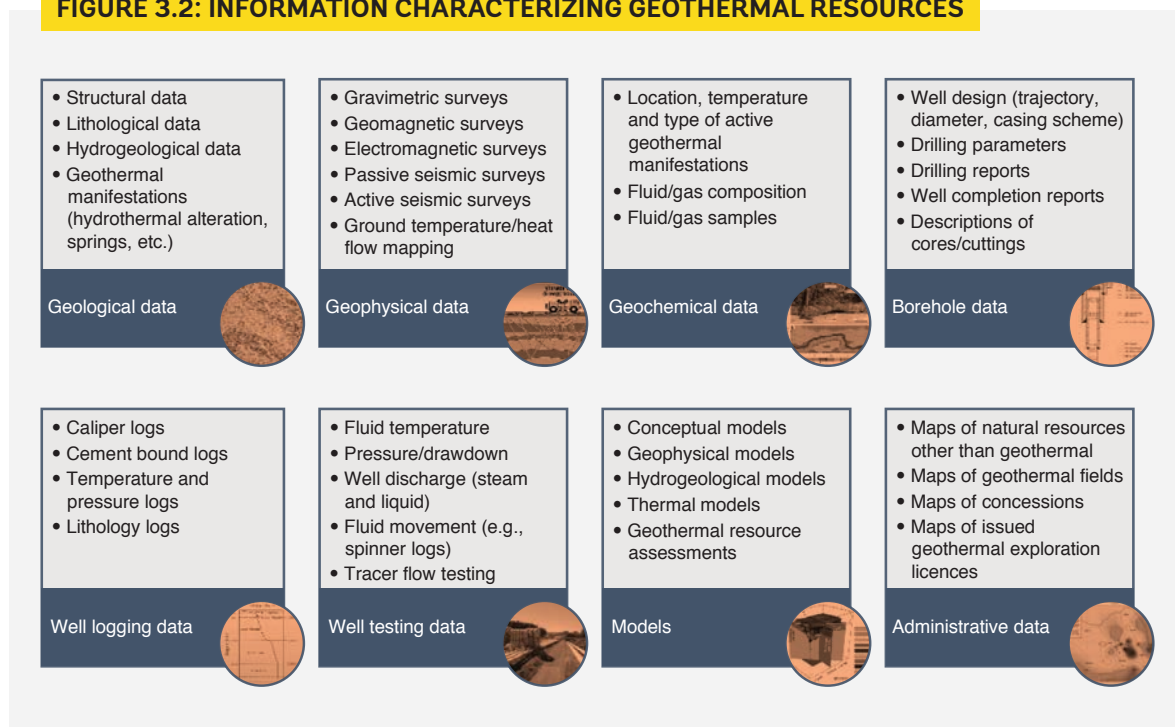 FIGURE 3.2: INFORMATION CHARACTERIZING GEOTHERMAL RESOURCES
• Structural data
• Lithological data
• Hydrogeological data
• Geothermal
manifestations
(hydrothermal alteration,
springs, etc.)
Geological data
• Gravimetric surveys
• Geomagnetic surveys
• Electromagnetic surveys
• Passive seismic surveys
• Active seismic surveys
• Ground temperature/heat
flow mapping
Geophysical data
• Location, temperature
and type of active
geothermal
manifestations
• Fluid/gas composition
• Fluid/gas samples
Geochemical data
• Well design (trajectory,
diameter, casing scheme)
• Drilling parameters
• Drilling reports
• Well completion reports
• Descriptions of
cores/cuttings
Borehole data
• Caliper logs
• Cement bound logs
• Temperature and
pressure logs
• Lithology logs
Well logging data
• Fluid temperature
• Pressure/drawdown
• Well discharge (steam
and liquid)
• Fluid movement (e.g.,
spinner logs)
• Tracer flow testing
Well testing data
• Conceptual models
• Geophysical models
• Hydrogeological models
• Thermal models
• Geothermal resource
assessments
Models
• Maps of natural resources
other than geothermal
• Maps of geothermal fields
• Maps of concessions
• Maps of issued
geothermal exploration
licences
Administrative data